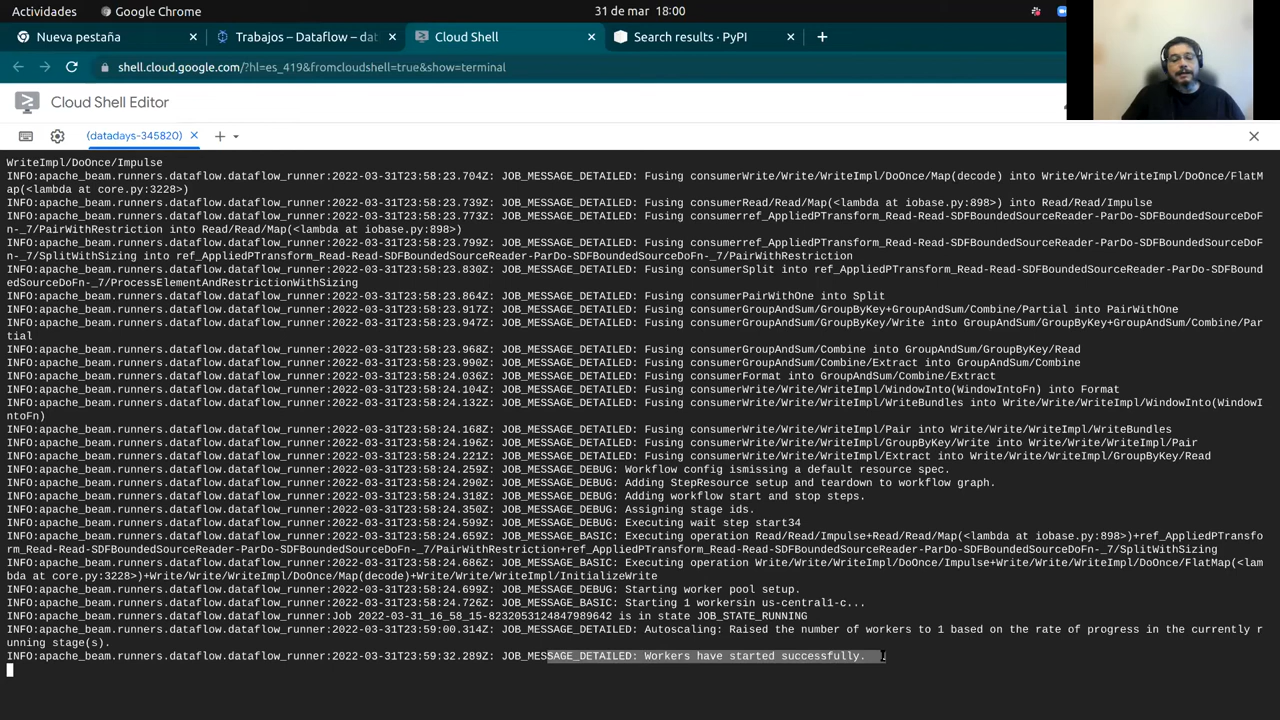 Actividades
Google Chrome
31 de mar 18:00
Nueva pestaña
Trabajos – Dataflow – dat
Cloud Shell
Search results · PyPI
shell.cloud.google.com/?hl=es_419&fromcloudshell=true&show=terminal
Cloud Shell Editor
(datadays-345820)
WriteImpl/DoOnce/Impulse
INFO:apache_beam.runners.dataflow.dataflow_runner:2022-03-31T23:58:23.704Z: JOB_MESSAGE_DETAILED: Fusing consumerWrite/Write/WriteImpl/DoOnce/Map(decode) into Write/Write/WriteImpl/DoOnce/FlatM
ap(<lambda at core.py:3228>)
INFO:apache_beam.runners.dataflow.dataflow_runner:2022-03-31T23:58:23.739Z: JOB_MESSAGE_DETAILED: Fusing consumerRead/Read/Map(<lambda at iobase.py:898>) into Read/Read/Impulse
INFO:apache_beam.runners.dataflow.dataflow_runner:2022-03-31T23:58:23.773Z: JOB_MESSAGE_DETAILED: Fusing consumerref_AppliedPTransform_Read-Read-SDFBoundedSourceReader-ParDo-SDFBoundedSourceDoF
n-_7/PairWithRestriction into Read/Read/Map(<lambda at iobase.py:898>)
INFO:apache_beam.runners.dataflow.dataflow_runner:2022-03-31T23:58:23.799Z: JOB_MESSAGE_DETAILED: Fusing consumerref_AppliedPTransform_Read-Read-SDFBoundedSourceReader-ParDo-SDFBoundedSourceDoF
n-_7/SplitWithSizing into ref_AppliedPTransform_Read-Read-SDFBoundedSourceReader-ParDo-SDFBoundedSourceDoFn-_7/PairWithRestriction
INFO:apache_beam.runners.dataflow.dataflow_runner:2022-03-31T23:58:23.830Z: JOB_MESSAGE_DETAILED: Fusing consumerSplit into ref_AppliedPTransform_Read-Read-SDFBoundedSourceReader-ParDo-SDFBound
edSourceDoFn-_7/ProcessElementAndRestrictionWithSizing
INFO:apache_beam.runners.dataflow.dataflow_runner:2022-03-31T23:58:23.864Z: JOB_MESSAGE_DETAILED: Fusing consumerPairWithOne into Split
INFO:apache_beam.runners.dataflow.dataflow_runner:2022-03-31T23:58:23.917Z: JOB_MESSAGE_DETAILED: Fusing consumerGroupAndSum/GroupByKey+GroupAndSum/Combine/Partial into PairWithOne
INFO:apache_beam.runners.dataflow.dataflow_runner:2022-03-31T23:58:23.947Z: JOB_MESSAGE_DETAILED: Fusing consumerGroupAndSum/GroupByKey/Write into GroupAndSum/GroupByKey+GroupAndSum/Combine/Par
tial
INFO:apache_beam.runners.dataflow.dataflow_runner:2022-03-31T23:58:23.968Z: JOB_MESSAGE_DETAILED: Fusing consumerGroupAndSum/Combine into GroupAndSum/GroupByKey/Read
INFO:apache_beam.runners.dataflow.dataflow_runner:2022-03-31T23:58:23.990Z: JOB_MESSAGE_DETAILED: Fusing consumerGroupAndSum/Combine/Extract into GroupAndSum/Combine
INFO:apache_beam.runners.dataflow.dataflow_runner:2022-03-31T23:58:24.036Z: JOB_MESSAGE_DETAILED: Fusing consumerFormat into GroupAndSum/Combine/Extract
INFO:apache_beam.runners.dataflow.dataflow_runner:2022-03-31T23:58:24.104Z: JOB_MESSAGE_DETAILED: Fusing consumerWrite/Write/WriteImpl/WindowInto(WindowIntoFn) into Format
INFO:apache_beam.runners.dataflow.dataflow_runner:2022-03-31T23:58:24.132Z: JOB_MESSAGE_DETAILED: Fusing consumerWrite/Write/WriteImpl/WriteBundles into Write/Write/WriteImpl/WindowInto(WindowI
ntoFn)
INFO:apache_beam.runners.dataflow.dataflow_runner:2022-03-31T23:58:24.168Z: JOB_MESSAGE_DETAILED: Fusing consumerWrite/Write/WriteImpl/Pair into Write/Write/WriteImpl/WriteBundles
INFO:apache_beam.runners.dataflow.dataflow_runner:2022-03-31T23:58:24.196Z: JOB_MESSAGE_DETAILED: Fusing consumerWrite/Write/WriteImpl/GroupByKey/Write into Write/Write/WriteImpl/Pair
INFO:apache_beam.runners.dataflow.dataflow_runner:2022-03-31T23:58:24.221Z: JOB_MESSAGE_DETAILED: Fusing consumerWrite/Write/WriteImpl/Extract into Write/Write/WriteImpl/GroupByKey/Read
INFO:apache_beam.runners.dataflow.dataflow_runner:2022-03-31T23:58:24.259Z: JOB_MESSAGE_DEBUG: Workflow config ismissing a default resource spec.
INFO:apache_beam.runners.dataflow.dataflow_runner:2022-03-31T23:58:24.290Z: JOB_MESSAGE_DEBUG: Adding StepResource setup and teardown to workflow graph.
INFO:apache_beam.runners.dataflow.dataflow_runner:2022-03-31T23:58:24.318Z: JOB_MESSAGE_DEBUG: Adding workflow start and stop steps.
INFO:apache_beam.runners.dataflow.dataflow_runner:2022-03-31T23:58:24.350Z: JOB_MESSAGE_DEBUG: Assigning stage ids.
INFO:apache_beam.runners.dataflow.dataflow_runner:2022-03-31T23:58:24.599Z: JOB_MESSAGE_DEBUG: Executing wait step start34
INFO:apache_beam.runners.dataflow.dataflow_runner:2022-03-31T23:58:24.659Z: JOB_MESSAGE_BASIC: Executing operation Read/Read/Impulse+Read/Read/Map(<lambda at iobase.py:898>)+ref_AppliedPTransfo
rm_Read-Read-SDFBoundedSourceReader-ParDo-SDFBoundedSourceDoFn-_7/PairWithRestriction+ref_AppliedPTransform_Read-Read-SDFBoundedSourceReader-ParDo-SDFBoundedSourceDoFn-_7/SplitWithSizing
INFO:apache_beam.runners.dataflow.dataflow_runner:2022-03-31T23:58:24.686Z: JOB_MESSAGE_BASIC: Executing operation Write/Write/WriteImpl/DoOnce/Impulse+Write/Write/WriteImpl/DoOnce/FlatMap(<lam
bda at core.py:3228>)+Write/Write/WriteImpl/DoOnce/Map(decode)+Write/Write/WriteImpl/InitializeWrite
INFO:apache_beam.runners.dataflow.dataflow_runner:2022-03-31T23:58:24.699Z: JOB_MESSAGE_DEBUG: Starting worker pool setup.
INFO:apache_beam.runners.dataflow.dataflow_runner:2022-03-31T23:58:24.726Z: JOB_MESSAGE_BASIC: Starting 1 workersin us-central1-c...
INFO:apache_beam.runners.dataflow.dataflow_runner:Job 2022-03-31_16_58_15-8232053124847989642 is in state JOB_STATE_RUNNING
INFO:apache_beam.runners.dataflow.dataflow_runner:2022-03-31T23:59:00.314Z: JOB_MESSAGE_DETAILED: Autoscaling: Raised the number of workers to 1 based on the rate of progress in the currently r
unning stage(s).
INFO:apache_beam.runners.dataflow.dataflow_runner:2022-03-31T23:59:32.289Z: JOB_MESSAGE_DETAILED: Workers have started successfully.